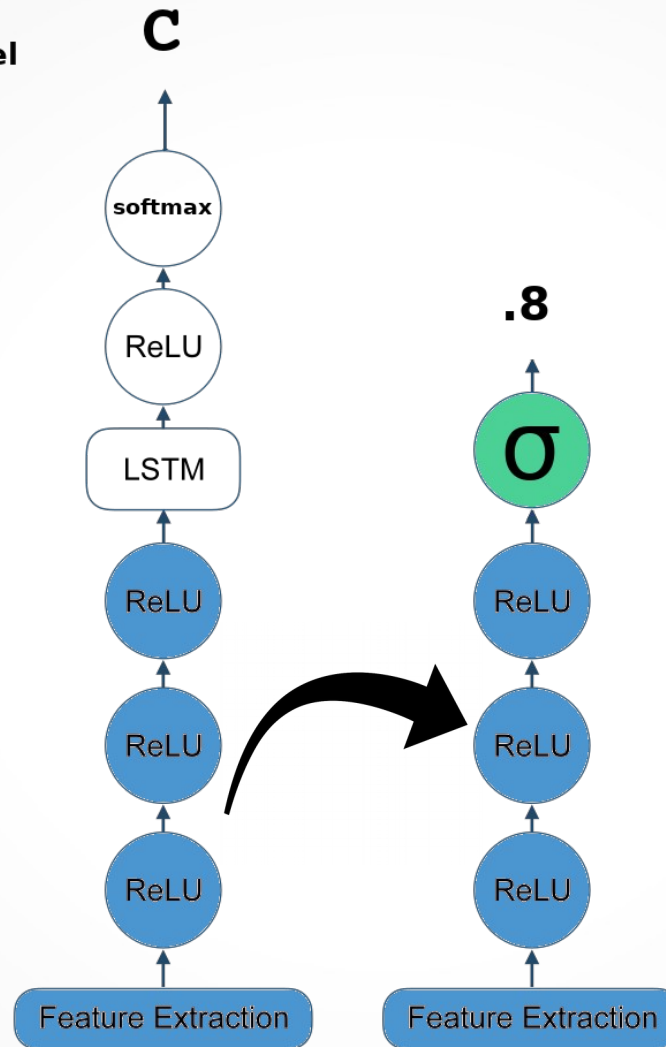 el
C
softmax
ReLU
LSTM
ReLU
ReLU
ReLU
Feature Extraction
.8
σ
ReLU
ReLU
ReLU
Feature Extraction